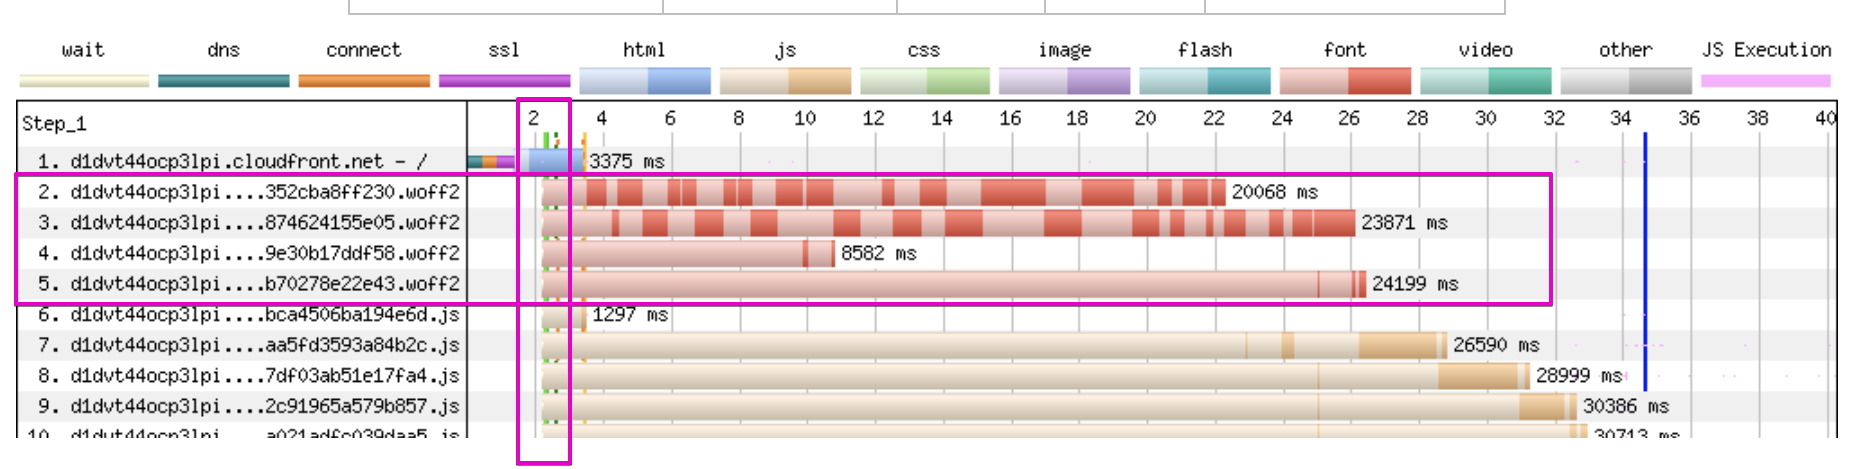 wait dns connect ssl html js css image flash font video other JS Execution
Step_1 2 4 6 8 10 12 14 16 18 20 22 24 26 28 30 32 34 36 38 40
1. d1dvt44ocp3lpi.cloudfront.net - / 3375 ms
2. d1dvt44ocp3lpi....352cba8ff230.woff2 20068 ms
3. d1dvt44ocp3lpi....874624155e05.woff2 23871 ms
4. d1dvt44ocp3lpi....9e30b17ddf58.woff2 8582 ms
5. d1dvt44ocp3lpi....b70278e22e43.woff2 24199 ms
6. d1dvt44ocp3lpi....bca4506ba194e6d.js 1297 ms
7. d1dvt44ocp3lpi....aa5fd3593a84b2c.js 26590 ms
8. d1dvt44ocp3lpi....7df03ab51e17fa4.js 28999 ms
9. d1dvt44ocp3lpi....2c91965a579b857.js 30386 ms
10. d1dvt44ocp3lpi....a021adfc039daa5.js 30713 ms